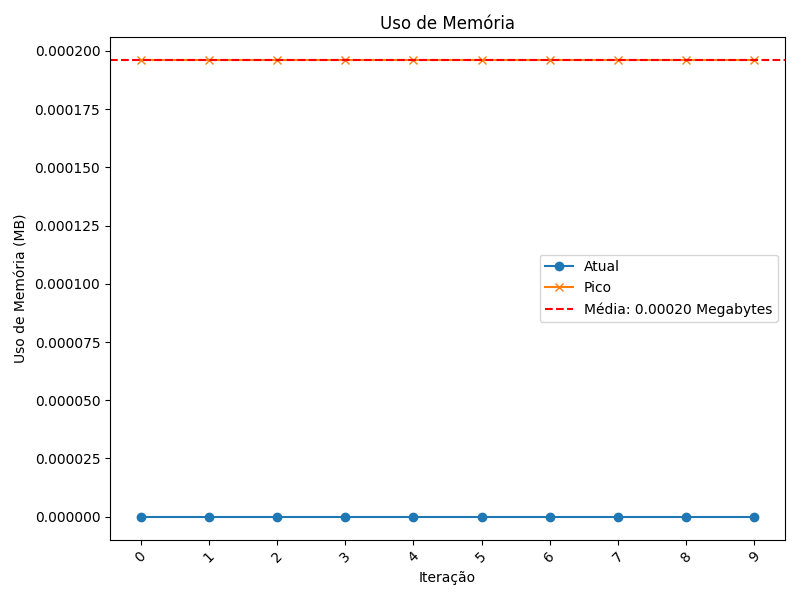 Uso de Memória
0.000200
0.000175
0.000150
0.000125
0.000100
0.000075
0.000050
0.000025
0.000000
Uso de Memória (MB)
Atual
Pico
Média: 0.00020 Megabytes
0 1 2 3 4 5 6 7 8 9
Iteração